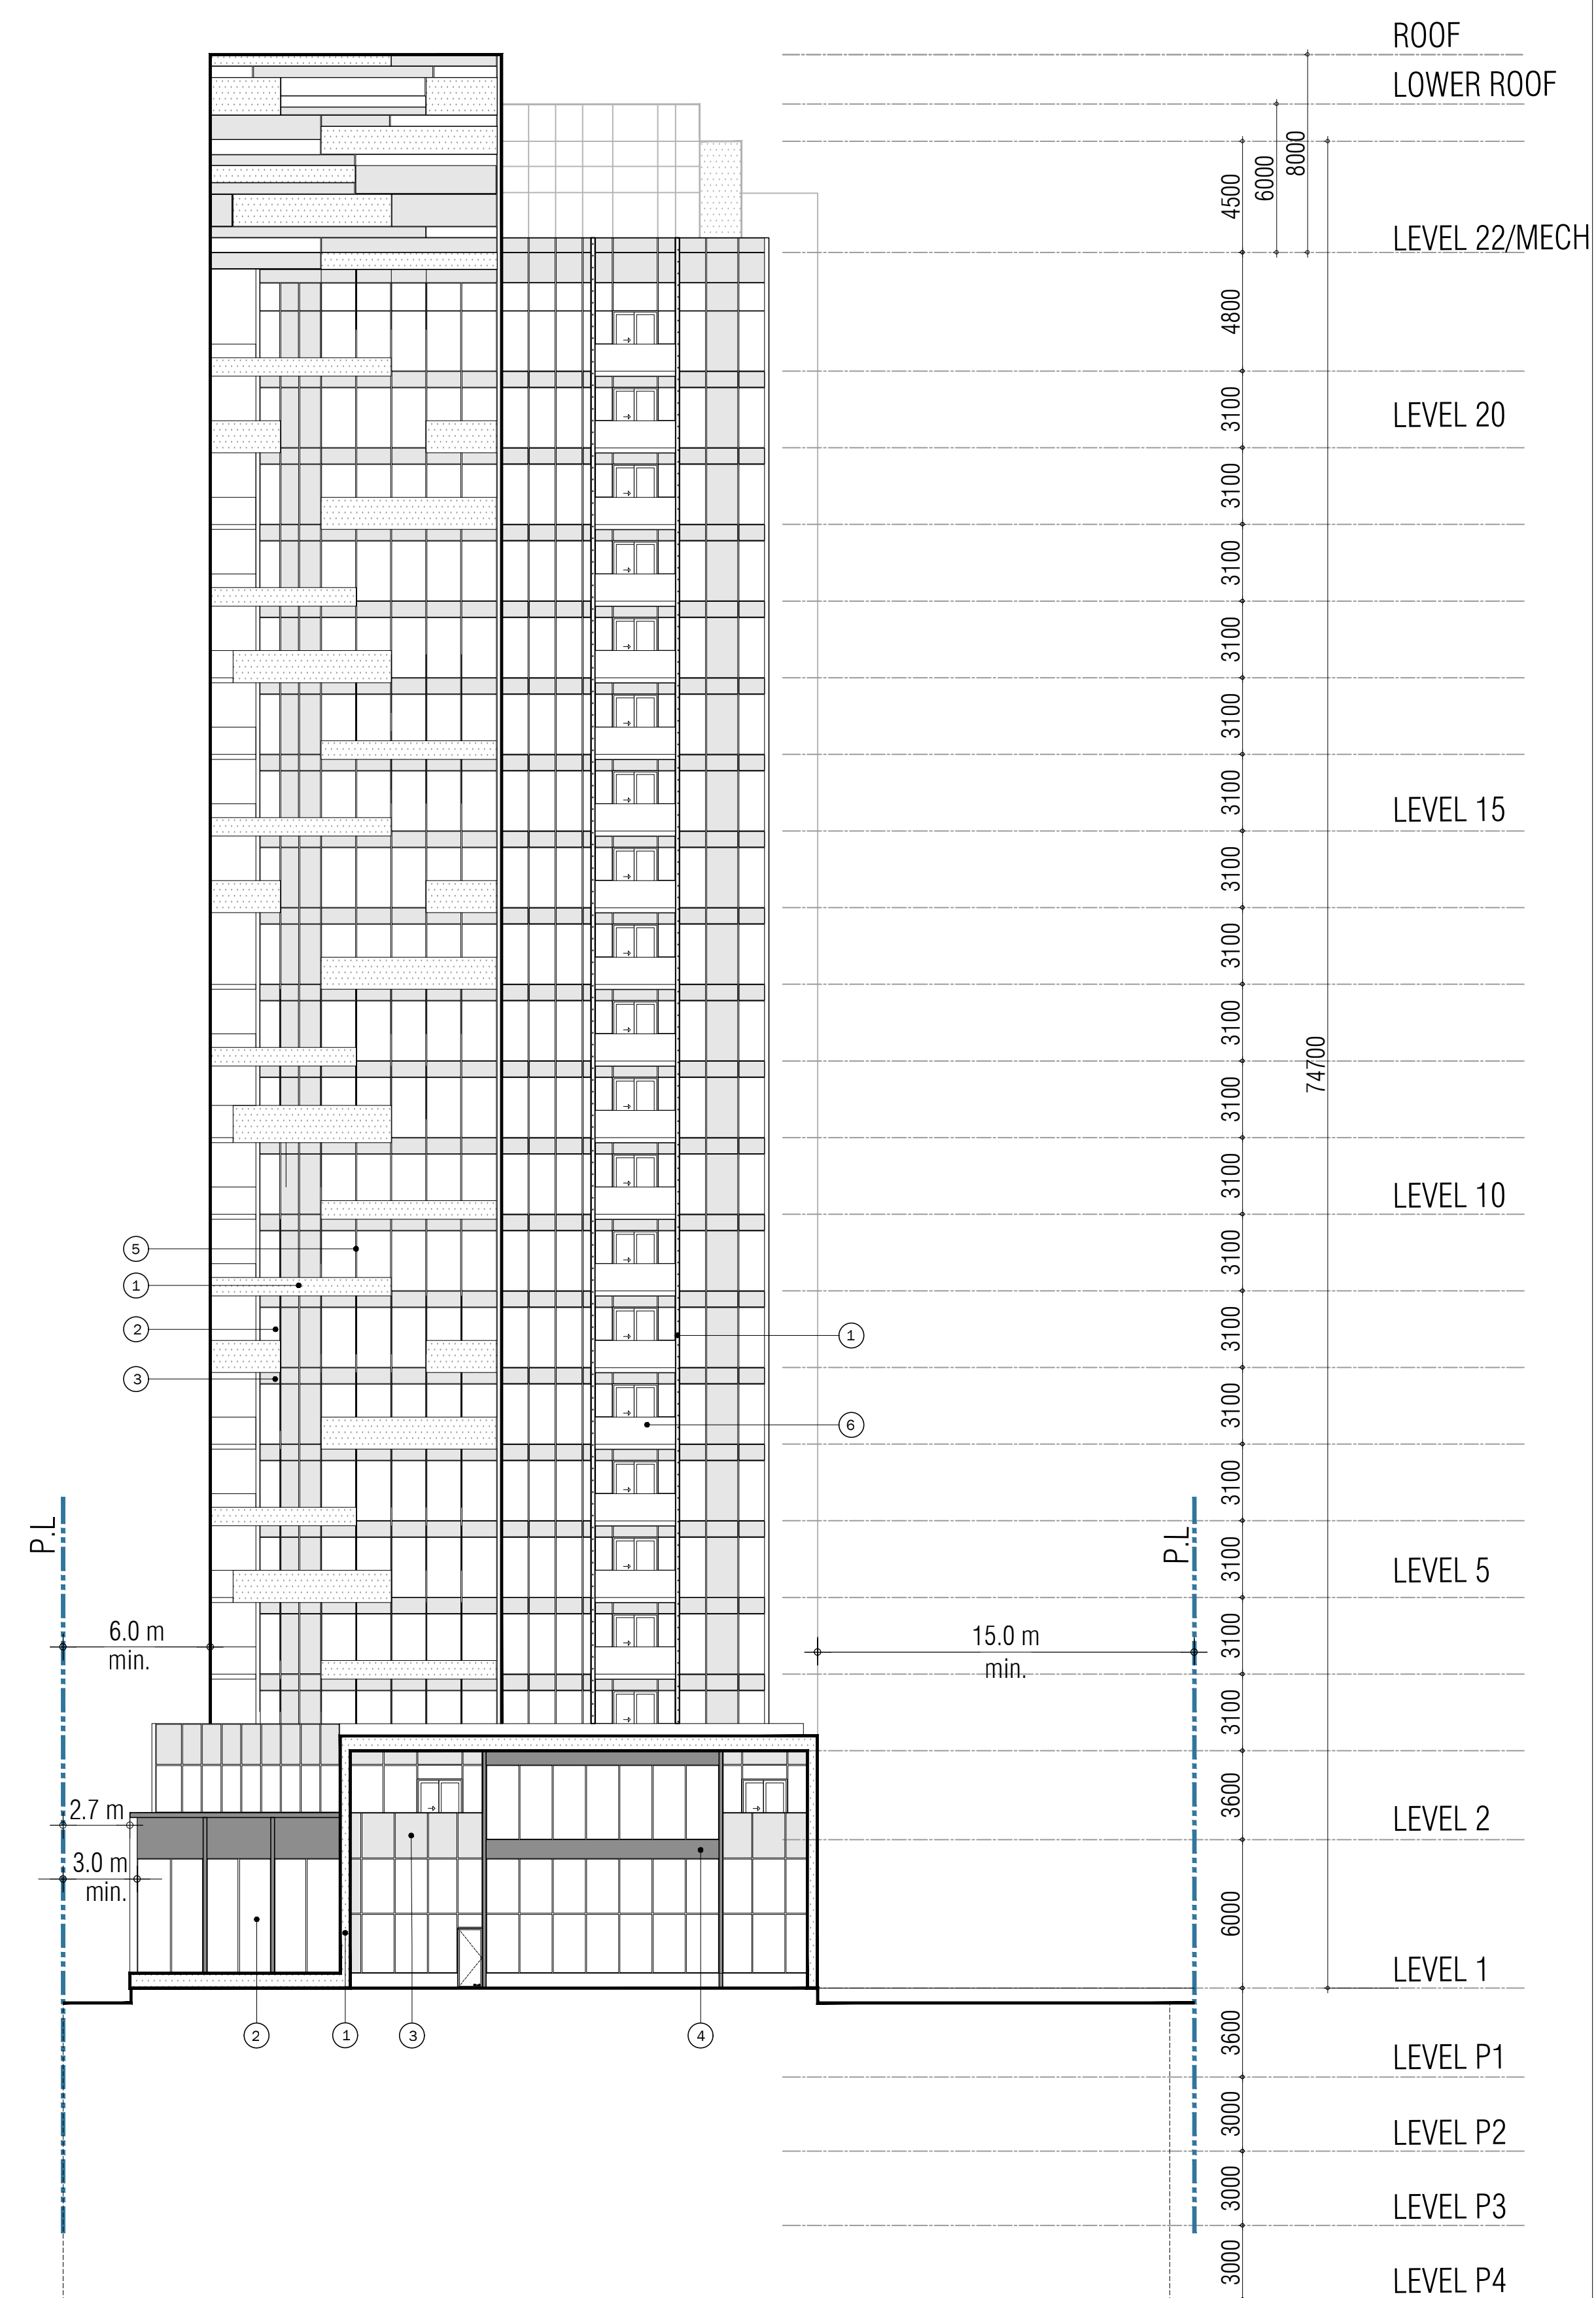 ROOF
LOWER ROOF
8000
6000
4500
LEVEL 22/MECH
4800
3100
LEVEL 20
3100
3100
3100
3100
3100
LEVEL 15
3100
3100
3100
74700
3100
3100
LEVEL 10
5
3100
1
2
3100
1
3
3100
6
3100
P.L
P.L
3100
LEVEL 5
6.0 m
min.
15.0 m
min.
3100
3100
3600
2.7 m
LEVEL 2
3.0 m
min.
6000
LEVEL 1
2
1
3
4
3600
LEVEL P1
3000
LEVEL P2
3000
LEVEL P3
3000
LEVEL P4